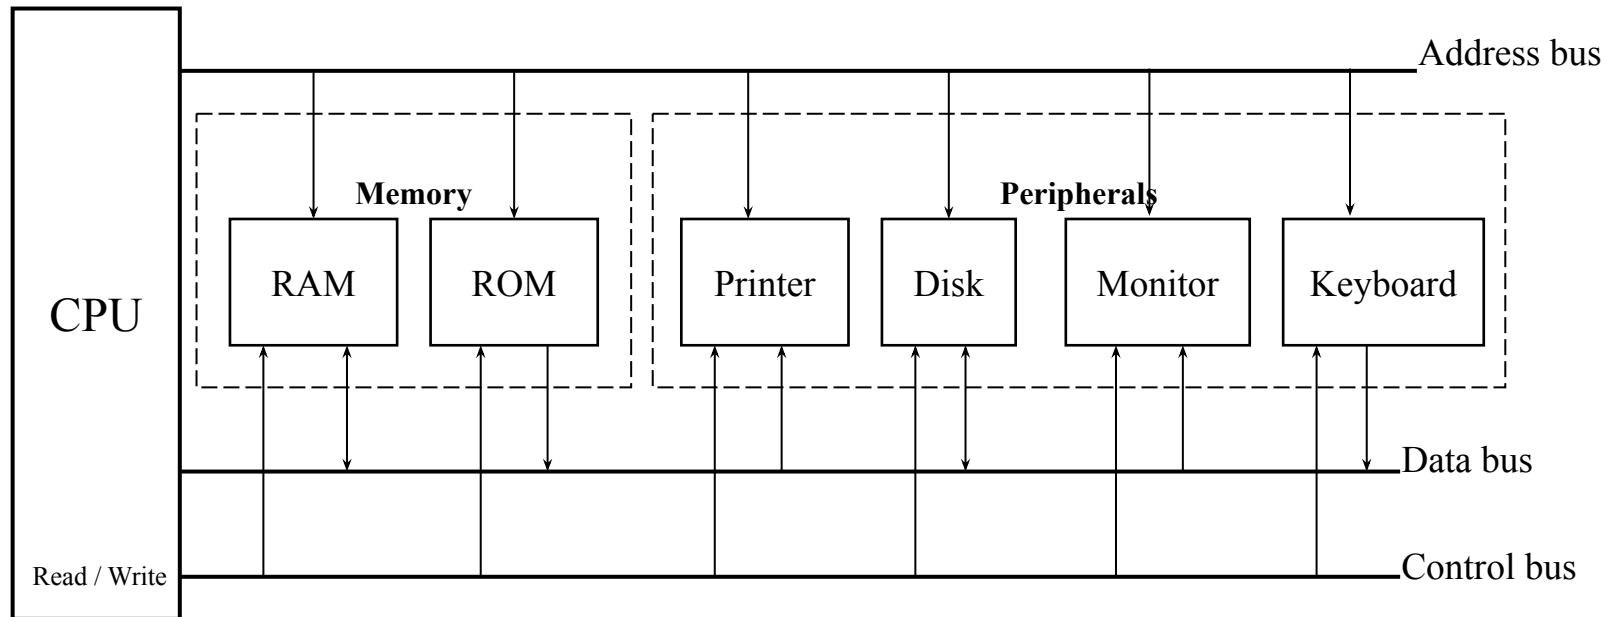 Address bus
Memory
Peripherals
RAM
ROM
Printer
Disk
Monitor
Keyboard
CPU
Data bus
Read / Write
Control bus